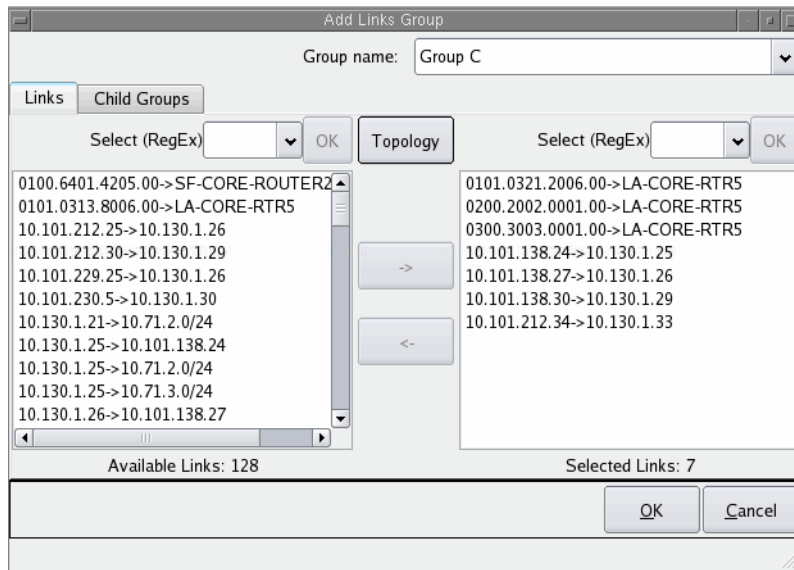 Add Links Group
Group name: Group C
Links Child Groups
Select (RegEx) OK Topology Select (RegEx) OK
0100.6401.4205.00->SF-CORE-ROUTER2
0101.0313.8006.00->LA-CORE-RTR5
10.101.212.25->10.130.1.26
10.101.212.30->10.130.1.29
10.101.229.25->10.130.1.26
10.101.230.5->10.130.1.30
10.130.1.21->10.71.2.0/24
10.130.1.25->10.101.138.24
10.130.1.25->10.71.2.0/24
10.130.1.25->10.71.3.0/24
10.130.1.26->10.101.138.27
Available Links: 128
->
<-
0101.0321.2006.00->LA-CORE-RTR5
0200.2002.0001.00->LA-CORE-RTR5
0300.3003.0001.00->LA-CORE-RTR5
10.101.138.24->10.130.1.25
10.101.138.27->10.130.1.26
10.101.138.30->10.130.1.29
10.101.212.34->10.130.1.33
Selected Links: 7
OK Cancel